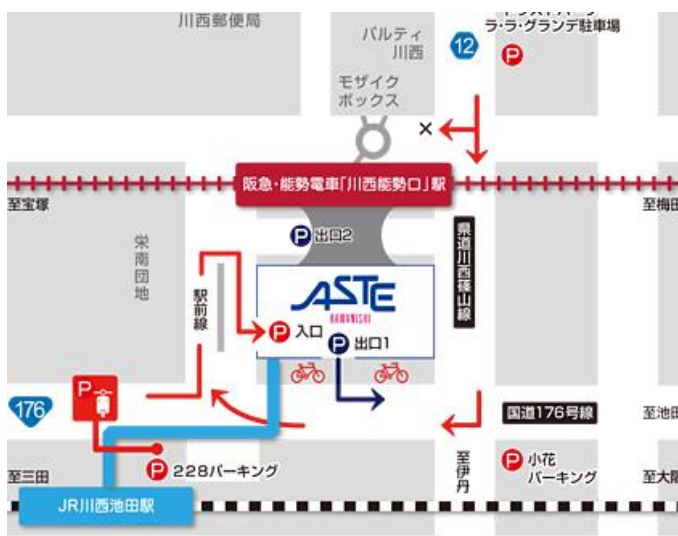 川西郵便局
パルティ
川西
12
ラ・ラ・グランデ駐車場
P
モザイク
ボックス
×
阪急・能勢電車「川西能勢口」駅
至宝塚
至梅田
P 出口2
栄南団地
駅前線
県道川西篠山線
ASTE
KAWANISHI
P 入口
P 出口1
P
176
国道176号線
至池田
P 228パーキング
至三田
至伊丹
P 小花
パーキング
至大阪
JR川西池田駅